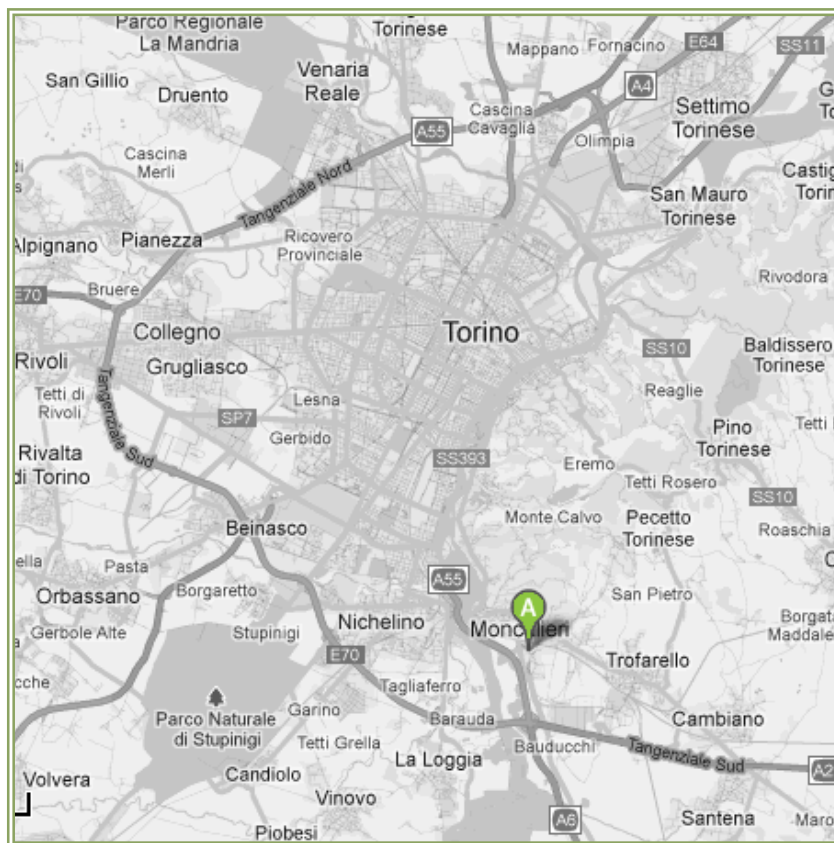 Parco Regionale
La Mandria
Torinese
Mappano
Fornacino
E64
SS11
San Gillio
Druento
Venaria
Reale
A4
Settimo
Torinese
A55
Cascina
Cavaglià
Olimpia
Cascina
Merli
Tangenziale Nord
San Mauro
Torinese
Alpignano
Pianezza
Ricovero
Provinciale
Rivodora
E70
Bruere
Collegno
Torino
Rivoli
Grugliasco
SS10
Baldissero
Torinese
Tetti di
Rivoli
Tangenziale Sud
Lesna
SP7
Gerbido
Reaglie
Pino
Torinese
Tetti
Rivalta
di Torino
SS393
Eremo
Tetti Rosero
SS10
Beinasco
Monte Calvo
Pecetto
Torinese
Roaschia
Pasta
Orbassano
Borgaretto
A55
San Pietro
Gerbole Alte
Stupinigi
Nichelino
A
Moncalieri
Trofarello
E70
Tagliaferro
Parco Naturale
di Stupinigi
Garino
Barauda
Cambiano
Tetti Grella
La Loggia
Bauducchi
Tangenziale Sud
Volvera
Candiolo
Vinovo
A6
Santena
Piobesi